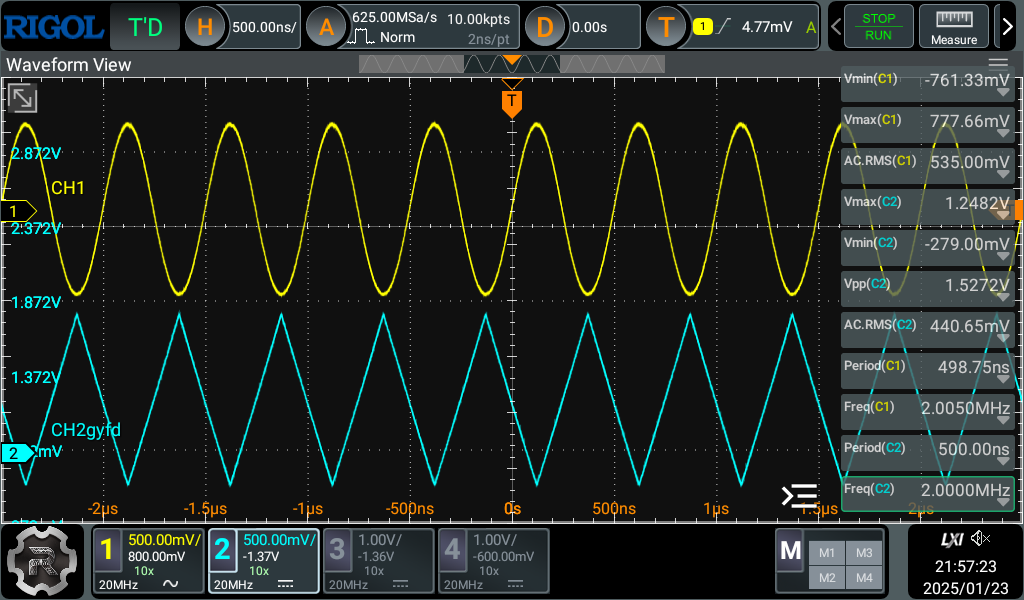 RIGOL T'D H 500.00ns/ A 625.00MSa/s 10.00kpts Norm 2ns/pt D 0.00s T 1 4.77mV A STOP RUN Measure
Waveform View
T
Vmin(C1) -761.33mV
Vmax(C1) 777.66mV
AC.RMS(C1) 535.00mV
Vmax(C2) 1.2482V
Vmin(C2) -279.00mV
Vpp(C2) 1.5272V
AC.RMS(C2) 440.65mV
Period(C1) 498.75ns
Freq(C1) 2.0050MHz
Period(C2) 500.00ns
Freq(C2) 2.0000MHz
2.872V
CH1
1
2.372V
1.872V
1.372V
CH2gyfd
2
-2µs -1.5µs -1µs -500ns 0s 500ns 1µs 1.5µs 2µs
1 500.00mV/ 800.00mV 10x 20MHz
2 500.00mV/ -1.37V 10x 20MHz
3 1.00V/ -1.36V 10x 20MHz
4 1.00V/ -600.00mV 10x 20MHz
M M1 M3 M2 M4
LXI
21:57:23
2025/01/23